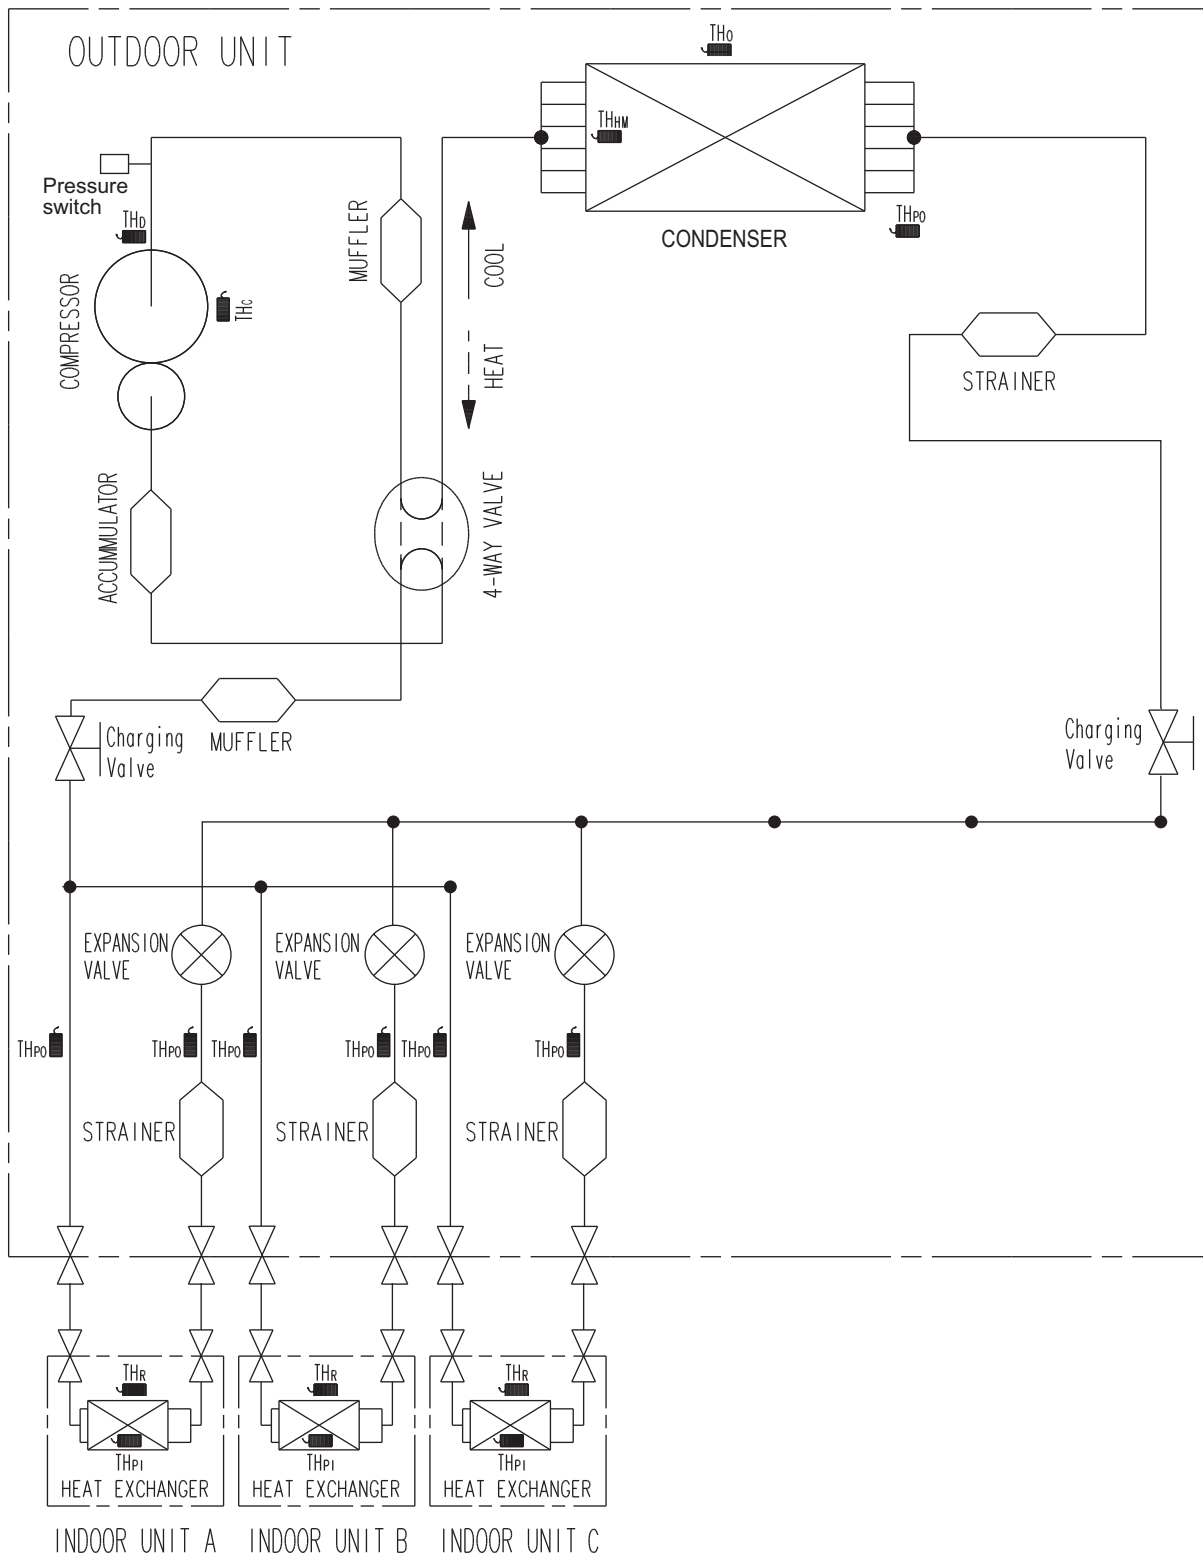 OUTDOOR UNIT
THO
THHM
Pressure
switch
THD
MUFFLER
COOL
THPO
CONDENSER
COMPRESSOR
THC
HEAT
STRAINER
ACCUMMULATOR
4-WAY VALVE
Charging
Valve
MUFFLER
Charging
Valve
EXPANSION
VALVE
EXPANSION
VALVE
EXPANSION
VALVE
THPO
THPO
THPO
THPO
THPO
THPO
STRAINER
STRAINER
STRAINER
THR
THR
THR
THPI
THPI
THPI
HEAT EXCHANGER
HEAT EXCHANGER
HEAT EXCHANGER
INDOOR UNIT A
INDOOR UNIT B
INDOOR UNIT C